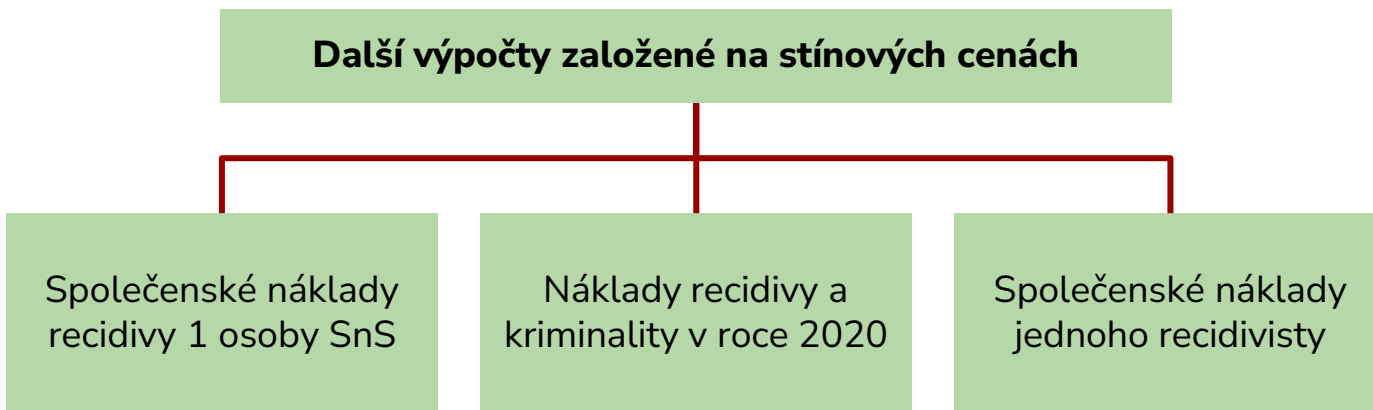 Další výpočty založené na stínových cenách
Společenské náklady
recidivy 1 osoby SnS
Náklady recidivy a
kriminality v roce 2020
Společenské náklady
jednoho recidivisty